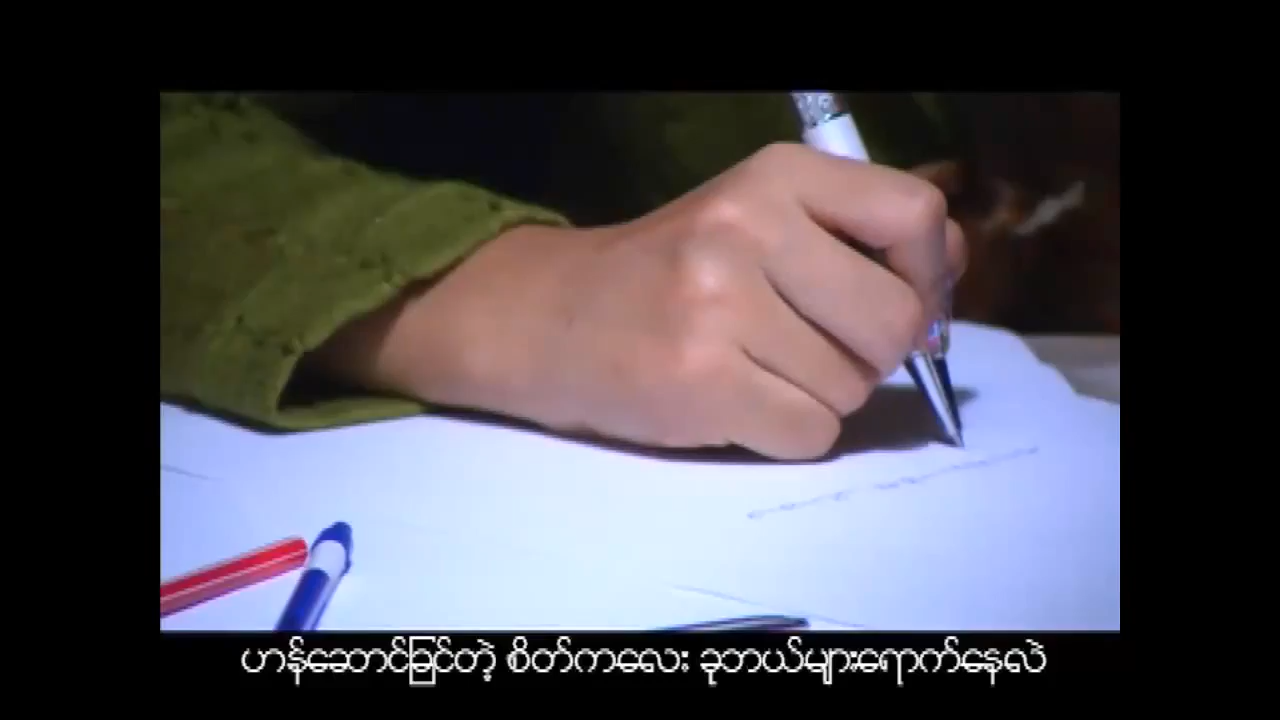 ဟန်ဆောင်ခြင်တဲ့ စိတ်ကလေး ခုဘယ်များရောက်နေလဲ